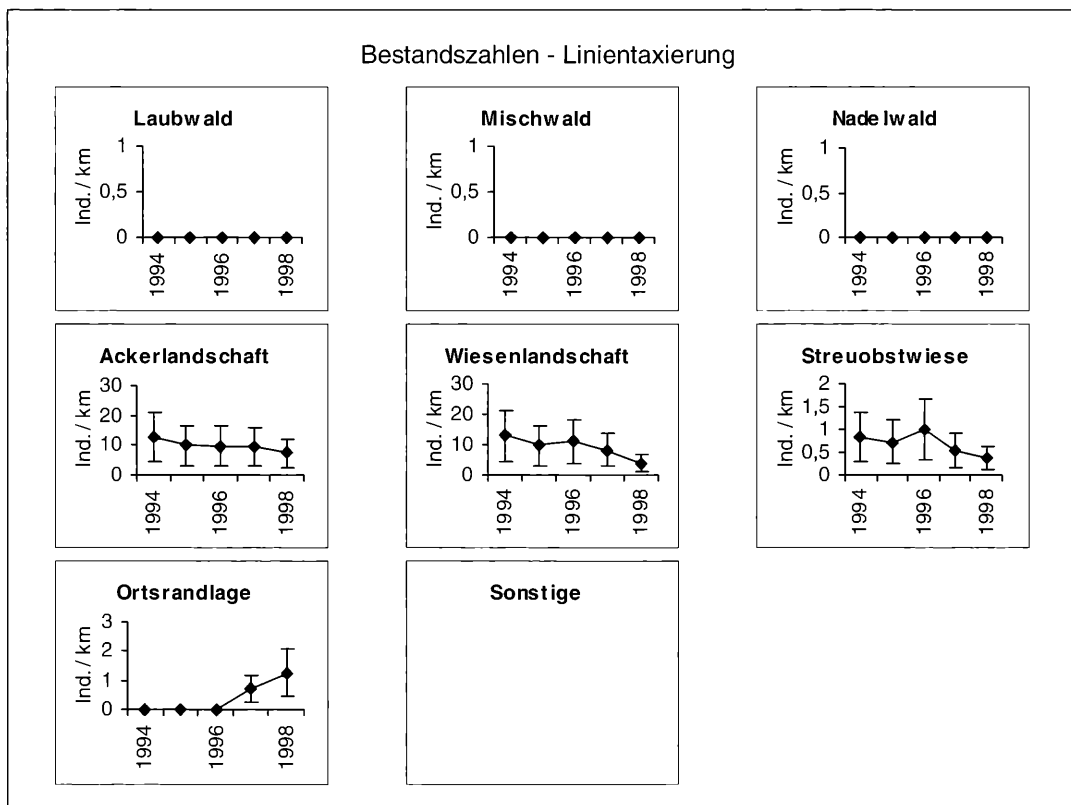 Bestandszahlen - Linientaxierung
Laubwald
Ind. / km
1
0,5
0
1994
1996
1998
Mischwald
Ind. / km
1
0,5
0
1994
1996
1998
Nadelwald
Ind. / km
1
0,5
0
1994
1996
1998
Ackerlandschaft
Ind. / km
30
20
10
0
1994
1996
1998
Wiesenlandschaft
Ind. / km
30
20
10
0
1994
1996
1998
Streuobstwiese
Ind. / km
2
1,5
1
0,5
0
1994
1996
1998
Ortsrandlage
Ind. / km
3
2
1
0
1994
1996
1998
Sonstige